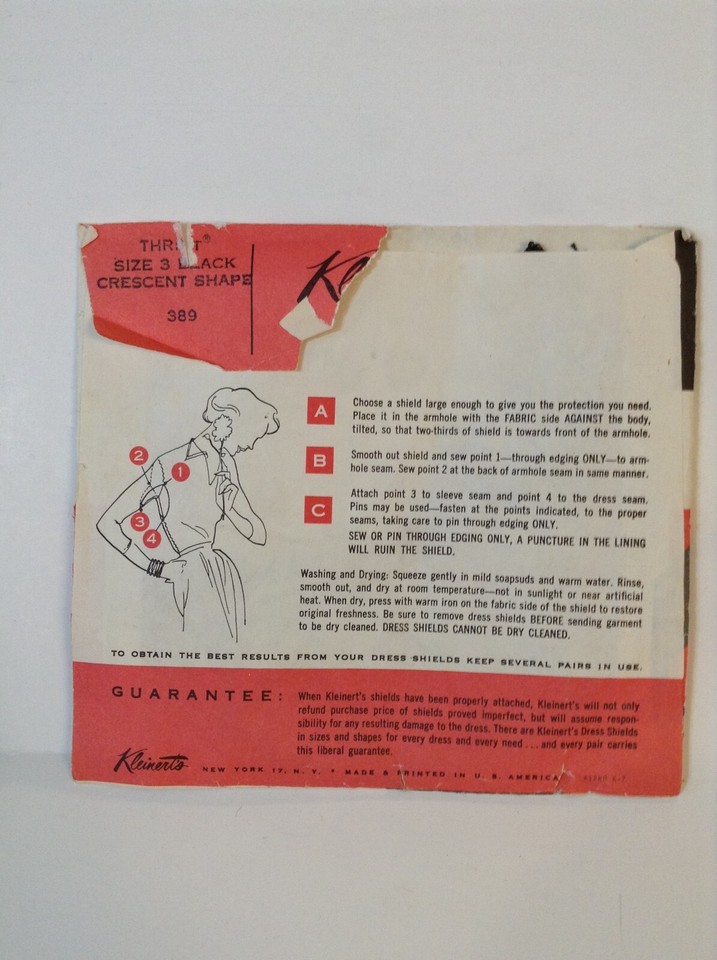 SIZE 3
CRESCENT SHAPE
389
2
1
3
4
A
Choose a shield large enough to give you the protection you need.
Place it in the armhole with the FABRIC side AGAINST the body,
tilted, so that two-thirds of shield is towards front of the armhole.
B
Smooth out shield and sew point 1—through edging ONLY—to arm-
hole seam. Sew point 2 at the back of armhole seam in same manner.
C
Attach point 3 to sleeve seam and point 4 to the dress seam.
Pins may be used—fasten at the points indicated, to the proper
seams, taking care to pin through edging ONLY.
SEW OR PIN THROUGH EDGING ONLY, A PUNCTURE IN THE LINING
WILL RUIN THE SHIELD.
Washing and Drying: Squeeze gently in mild soapsuds and warm water. Rinse,
smooth out, and dry at room temperature—not in sunlight or near artificial
heat. When dry, press with warm iron on the fabric side of the shield to restore
original freshness. Be sure to remove dress shields BEFORE sending garment
to be dry cleaned. DRESS SHIELDS CANNOT BE DRY CLEANED.
TO OBTAIN THE BEST RESULTS FROM YOUR DRESS SHIELDS KEEP SEVERAL PAIRS IN USE.
GUARANTEE:
When Kleinert's shields have been properly attached, Kleinert's will not only
refund purchase price of shields proved imperfect, but will assume respon-
sibility for any resulting damage to the dress. There are Kleinert's Dress Shields
in sizes and shapes for every dress and every need...and every pair carries
this liberal guarantee.
Kleinert's
NEW YORK 17, N. Y. * MADE & PRINTED IN U. S. AMERICA